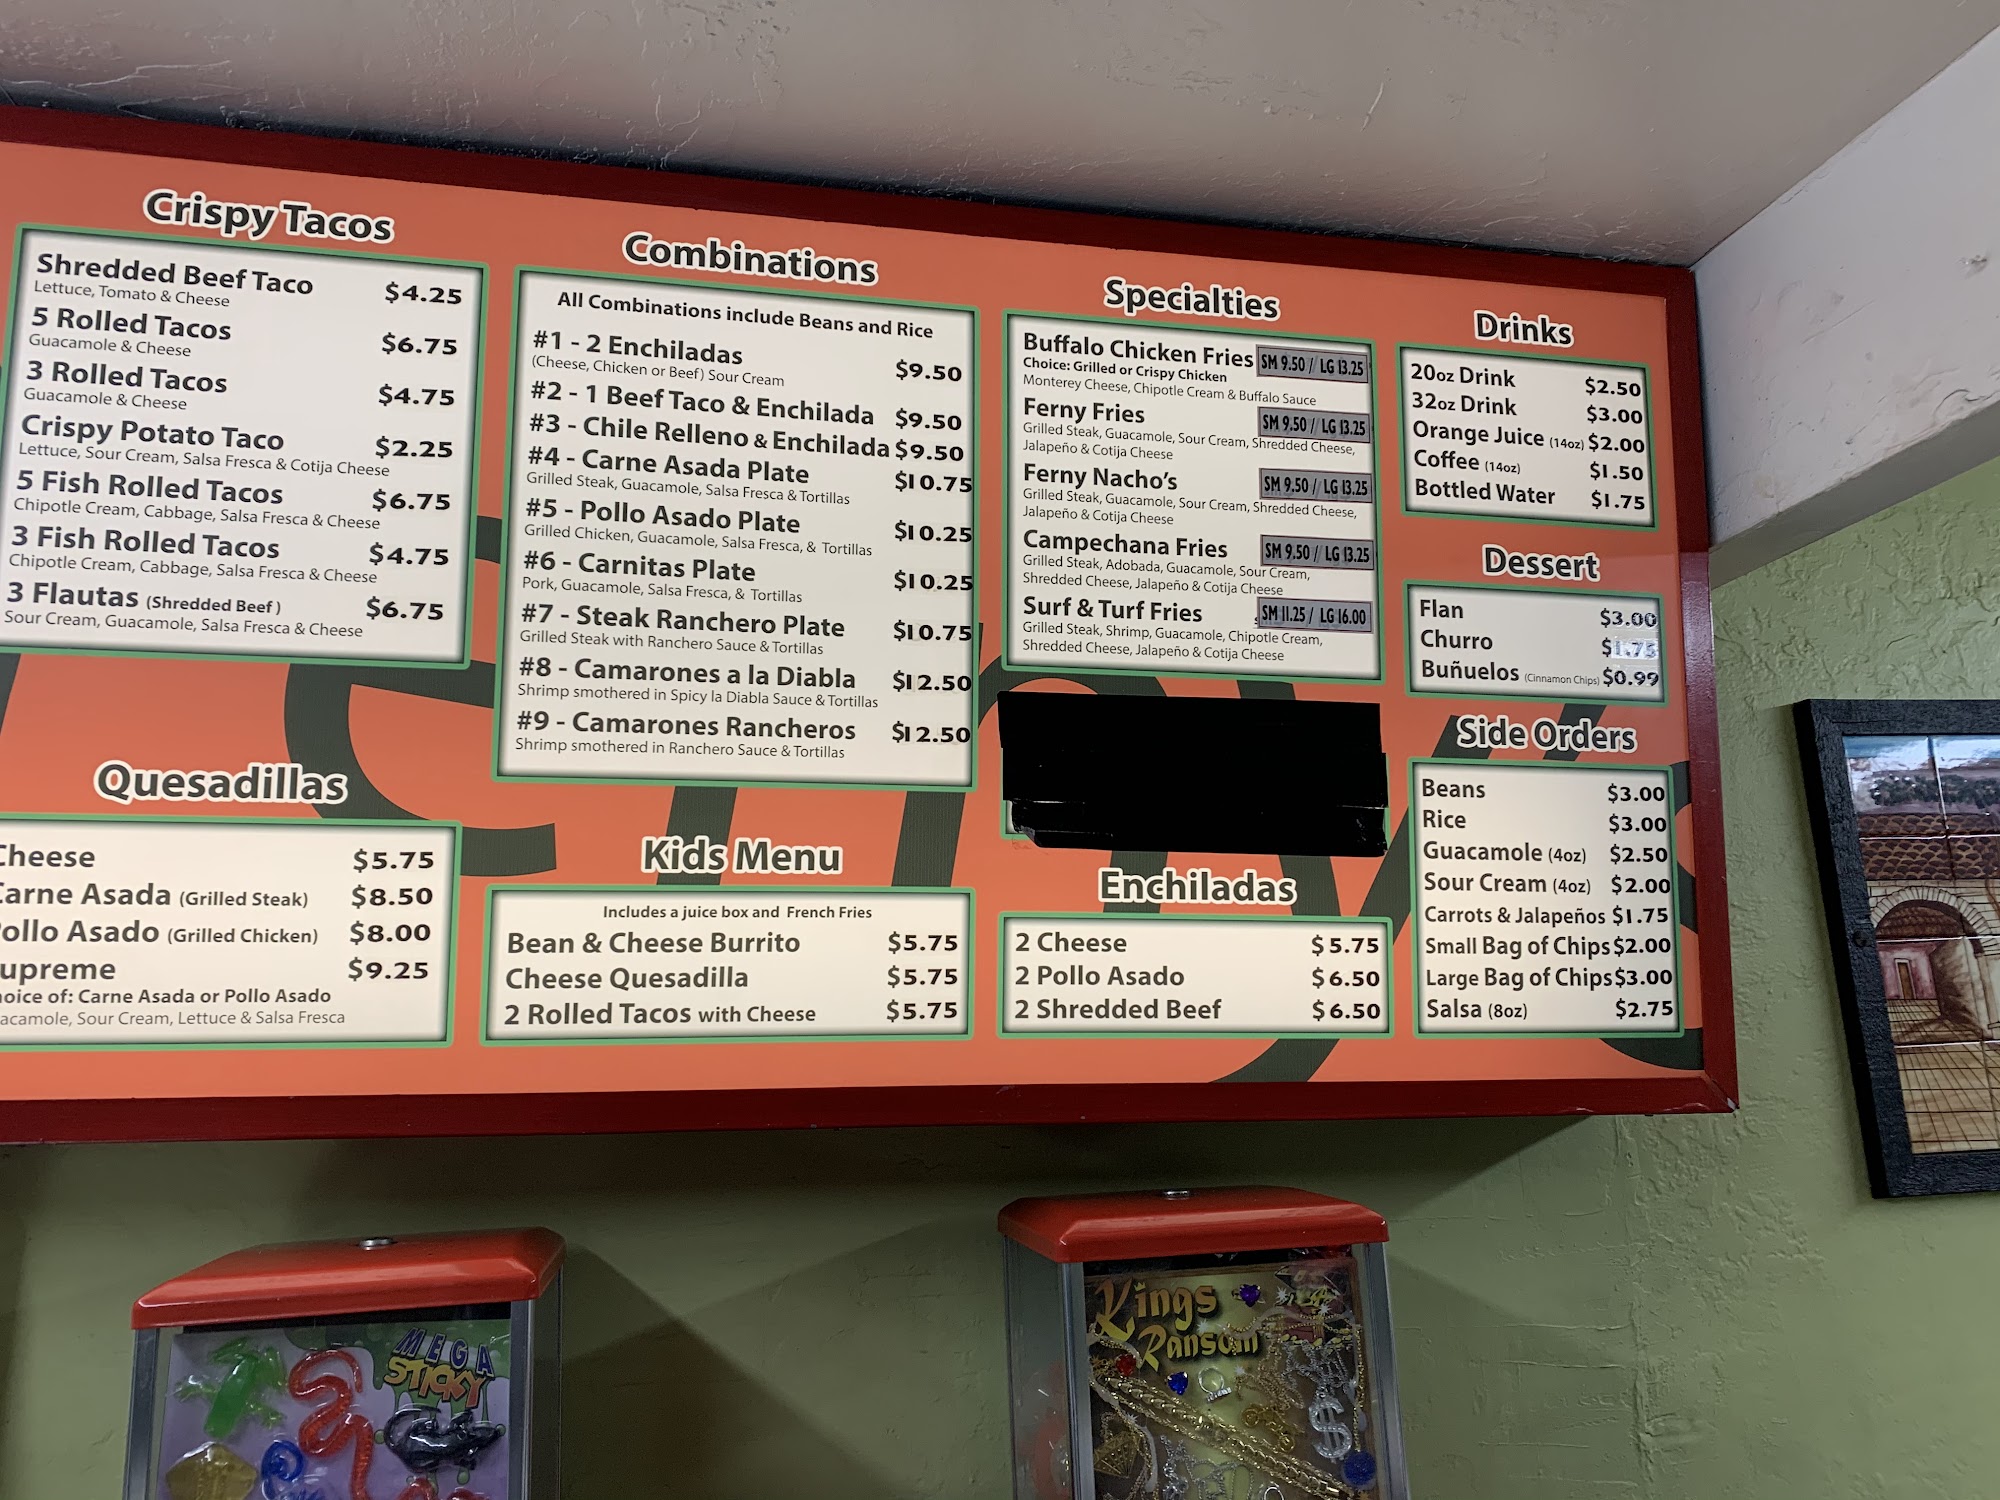 Crispy Tacos
Shredded Beef Taco $4.25
Lettuce, Tomato & Cheese
5 Rolled Tacos $6.75
Guacamole & Cheese
3 Rolled Tacos $4.75
Guacamole & Cheese
Crispy Potato Taco $2.25
Lettuce, Sour Cream, Salsa Fresca & Cotija Cheese
5 Fish Rolled Tacos $6.75
Chipotle Cream, Cabbage, Salsa Fresca & Cheese
3 Fish Rolled Tacos $4.75
Chipotle Cream, Cabbage, Salsa Fresca & Cheese
3 Flautas (Shredded Beef) $6.75
Sour Cream, Guacamole, Salsa Fresca & Cheese
Quesadillas
Cheese $5.75
Carne Asada (Grilled Steak) $8.50
Pollo Asado (Grilled Chicken) $8.00
upreme $9.25
hoice of: Carne Asada or Pollo Asado
acamole, Sour Cream, Lettuce & Salsa Fresca
Combinations
All Combinations include Beans and Rice
#1 - 2 Enchiladas $9.50
(Cheese, Chicken or Beef) Sour Cream
#2 - 1 Beef Taco & Enchilada $9.50
#3 - Chile Relleno & Enchilada $9.50
#4 - Carne Asada Plate $10.75
Grilled Steak, Guacamole, Salsa Fresca & Tortillas
#5 - Pollo Asado Plate $10.25
Grilled Chicken, Guacamole, Salsa Fresca, & Tortillas
#6 - Carnitas Plate $10.25
Pork, Guacamole, Salsa Fresca, & Tortillas
#7 - Steak Ranchero Plate $10.75
Grilled Steak with Ranchero Sauce & Tortillas
#8 - Camarones a la Diabla $12.50
Shrimp smothered in Spicy la Diabla Sauce & Tortillas
#9 - Camarones Rancheros $12.50
Shrimp smothered in Ranchero Sauce & Tortillas
Kids Menu
Includes a juice box and French Fries
Bean & Cheese Burrito $5.75
Cheese Quesadilla $5.75
2 Rolled Tacos with Cheese $5.75
Specialties
Buffalo Chicken Fries SM 9.50 / LG 13.25
Choice: Grilled or Crispy Chicken
Monterey Cheese, Chipotle Cream & Buffalo Sauce
Ferny Fries SM 9.50 / LG 13.25
Grilled Steak, Guacamole, Sour Cream, Shredded Cheese,
Jalapeño & Cotija Cheese
Ferny Nacho's SM 9.50 / LG 13.25
Grilled Steak, Guacamole, Sour Cream, Shredded Cheese,
Jalapeño & Cotija Cheese
Campechana Fries SM 9.50 / LG 13.25
Grilled Steak, Adobada, Guacamole, Sour Cream,
Shredded Cheese, Jalapeño & Cotija Cheese
Surf & Turf Fries SM 11.25 / LG 16.00
Grilled Steak, Shrimp, Guacamole, Chipotle Cream,
Shredded Cheese, Jalapeño & Cotija Cheese
Enchiladas
2 Cheese $5.75
2 Pollo Asado $6.50
2 Shredded Beef $6.50
Drinks
20oz Drink $2.50
32oz Drink $3.00
Orange Juice (14oz) $2.00
Coffee (14oz) $1.50
Bottled Water $1.75
Dessert
Flan $3.00
Churro $1.75
Buñuelos (Cinnamon Chips) $0.99
Side Orders
Beans $3.00
Rice $3.00
Guacamole (4oz) $2.50
Sour Cream (4oz) $2.00
Carrots & Jalapeños $1.75
Small Bag of Chips $2.00
Large Bag of Chips $3.00
Salsa (8oz) $2.75
MEGA
STICKY
Kings
Ransom